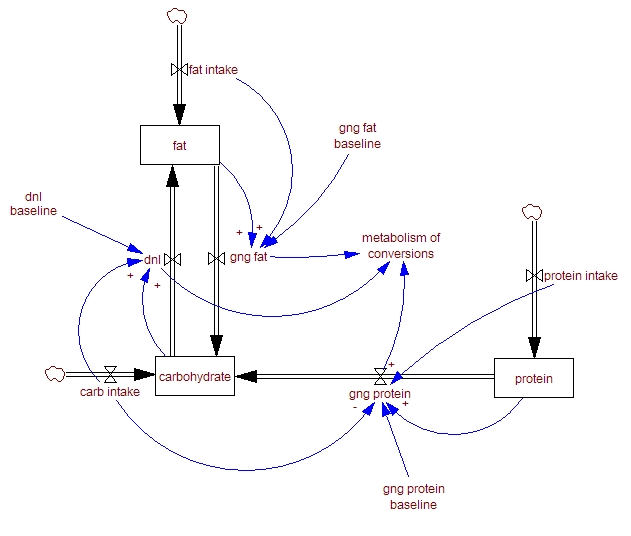 fat intake
gng fat
baseline
fat
dnl
baseline
metabolism of
conversions
dnl
+
+
+
+
gng fat
protein intake
carbohydrate
carb intake
+
gng protein
-
+
protein
gng protein
baseline